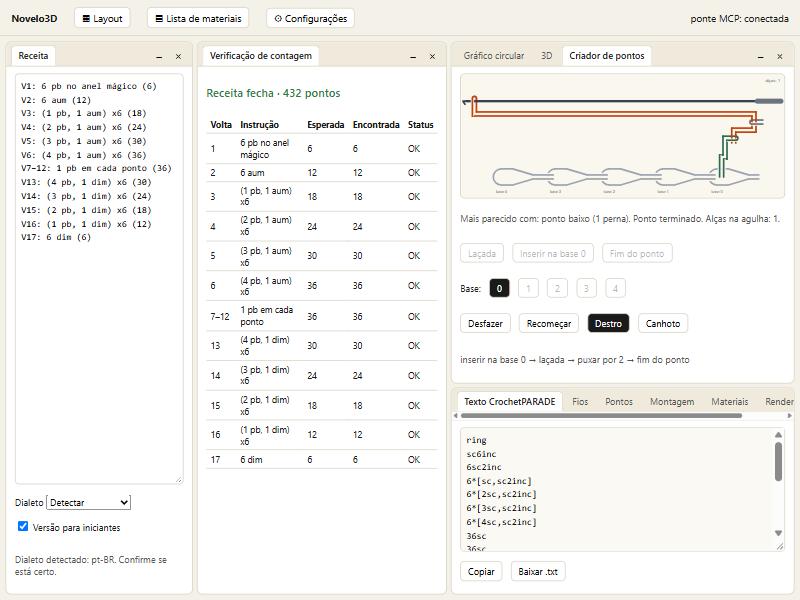 Novelo3D
Layout
Lista de materiais
Configurações
ponte MCP: conectada
Receita
V1: 6 pb no anel mágico (6)
V2: 6 aum (12)
V3: (1 pb, 1 aum) x6 (18)
V4: (2 pb, 1 aum) x6 (24)
V5: (3 pb, 1 aum) x6 (30)
V6: (4 pb, 1 aum) x6 (36)
V7–12: 1 pb em cada ponto (36)
V13: (4 pb, 1 dim) x6 (30)
V14: (3 pb, 1 dim) x6 (24)
V15: (2 pb, 1 dim) x6 (18)
V16: (1 pb, 1 dim) x6 (12)
V17: 6 dim (6)
Dialeto Detectar
Versão para iniciantes
Dialeto detectado: pt-BR. Confirme se
está certo.
Verificação de contagem
Receita fecha · 432 pontos
Volta Instrução Esperada Encontrada Status
1 6 pb no anel mágico 6 6 OK
2 6 aum 12 12 OK
3 (1 pb, 1 aum) x6 18 18 OK
4 (2 pb, 1 aum) x6 24 24 OK
5 (3 pb, 1 aum) x6 30 30 OK
6 (4 pb, 1 aum) x6 36 36 OK
7–12 1 pb em cada ponto 36 36 OK
13 (4 pb, 1 dim) x6 30 30 OK
14 (3 pb, 1 dim) x6 24 24 OK
15 (2 pb, 1 dim) x6 18 18 OK
16 (1 pb, 1 dim) x6 12 12 OK
17 6 dim 6 6 OK
Gráfico circular 3D Criador de pontos
alças: 1
base 4 base 3 base 2 base 1 base 0
Mais parecido com: ponto baixo (1 perna). Ponto terminado. Alças na agulha: 1.
Laçada Inserir na base 0 Fim do ponto
Base: 0 1 2 3 4
Desfazer Recomeçar Destro Canhoto
inserir na base 0 → laçada → puxar por 2 → fim do ponto
Texto CrochetPARADE Fios Pontos Montagem Materiais Render
ring
sc6inc
6sc2inc
6*[sc,sc2inc]
6*[2sc,sc2inc]
6*[3sc,sc2inc]
6*[4sc,sc2inc]
36sc
36sc
Copiar Baixar .txt